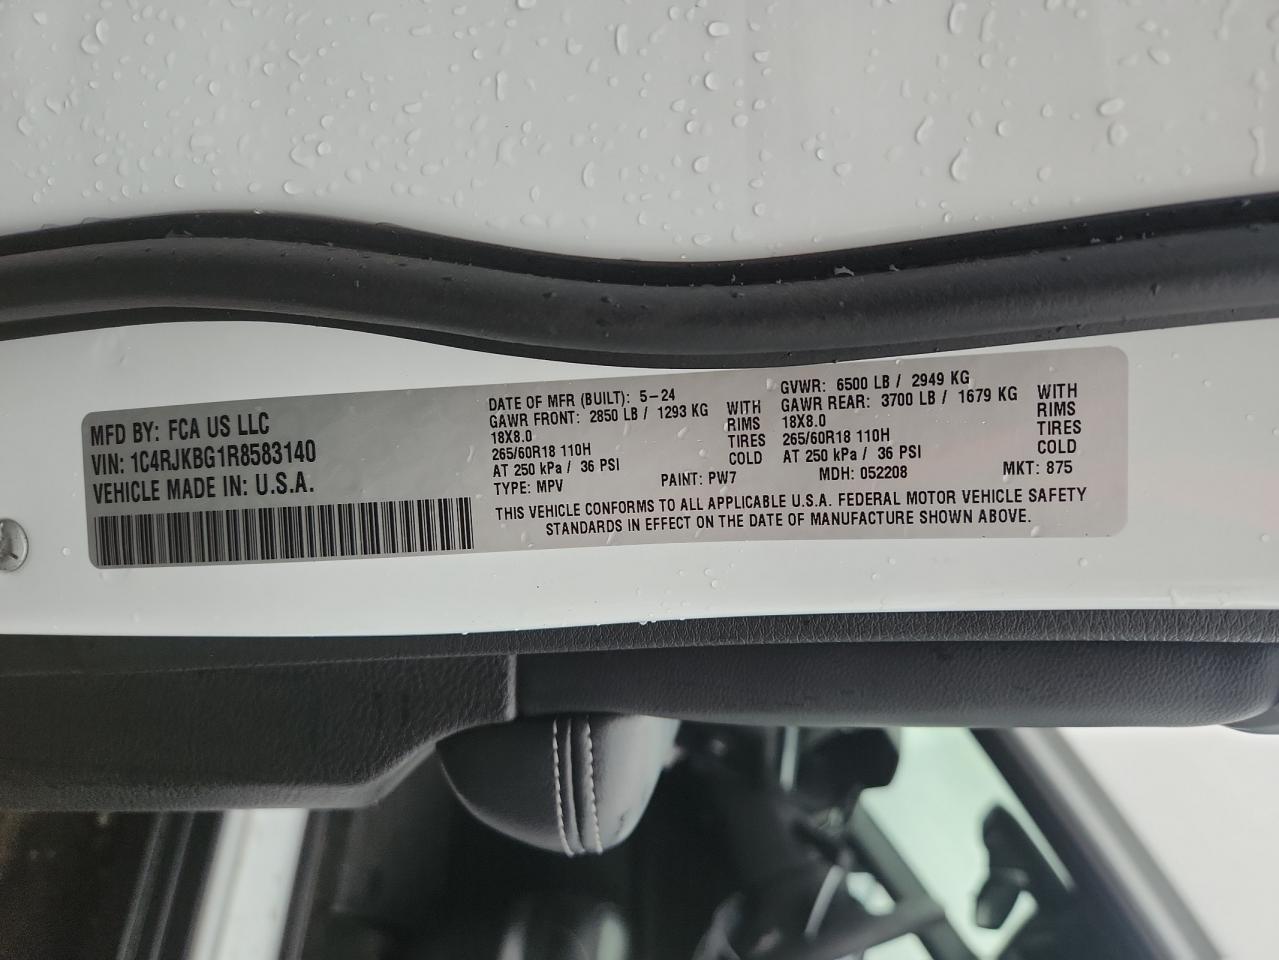 MFD BY: FCA US LLC
VIN: 1C4RJKBG1R8583140
VEHICLE MADE IN: U.S.A.
DATE OF MFR (BUILT): 5-24
GAWR FRONT: 2850 LB / 1293 KG
18X8.0
265/60R18 110H
AT 250 kPa / 36 PSI
WITH
RIMS
TIRES
COLD
GVWR: 6500 LB / 2949 KG
GAWR REAR: 3700 LB / 1679 KG
18X8.0
265/60R18 110H
AT 250 kPa / 36 PSI
WITH
RIMS
TIRES
COLD
TYPE: MPV PAINT: PW7 MDH: 052208 MKT: 875
THIS VEHICLE CONFORMS TO ALL APPLICABLE U.S.A. FEDERAL MOTOR VEHICLE SAFETY
STANDARDS IN EFFECT ON THE DATE OF MANUFACTURE SHOWN ABOVE.